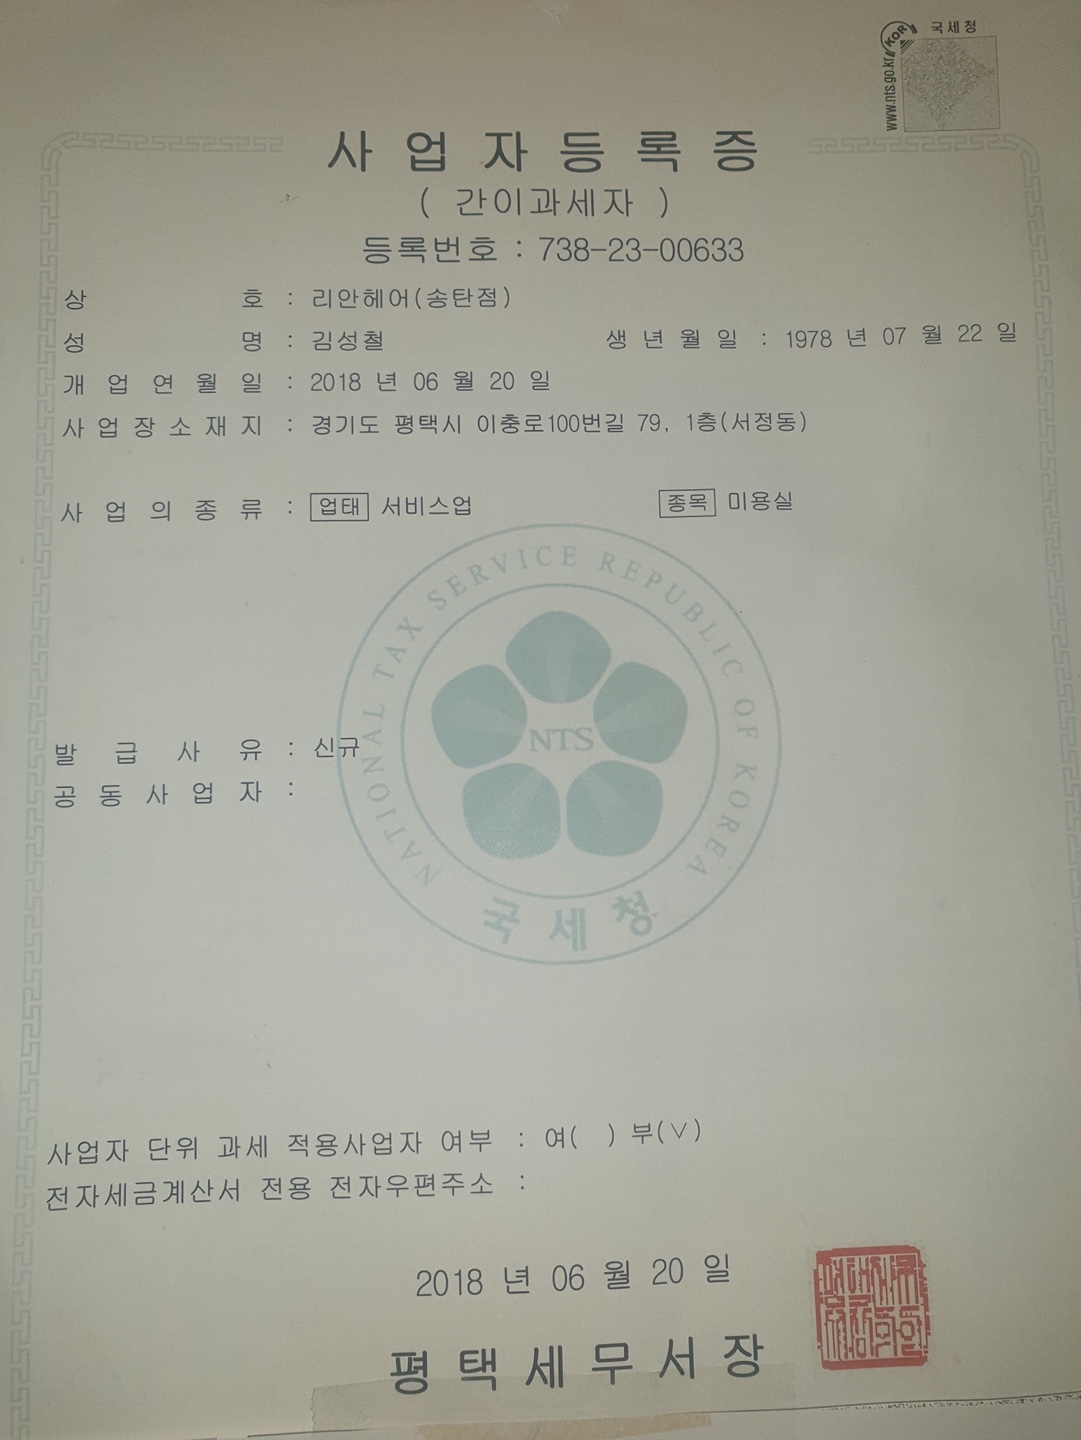 국세청
KOR
www.nts.go.kr
사업자등록증
( 간이과세자 )
등록번호 : 738-23-00633
상 호 : 리안헤어(송탄점)
성 명 : 김성철 생 년 월 일 : 1978 년 07 월 22 일
개 업 연 월 일 : 2018 년 06 월 20 일
사 업 장 소 재 지 : 경기도 평택시 이충로100번길 79, 1층(서정동)
사 업 의 종 류 : 업태 서비스업 종목 미용실
NATIONAL TAX SERVICE REPUBLIC OF KOREA
NTS
국세청
발 급 사 유 : 신규
공 동 사 업 자 :
사업자 단위 과세 적용사업자 여부 : 여( ) 부(∨)
전자세금계산서 전용 전자우편주소 :
2018 년 06 월 20 일
평택세무서장